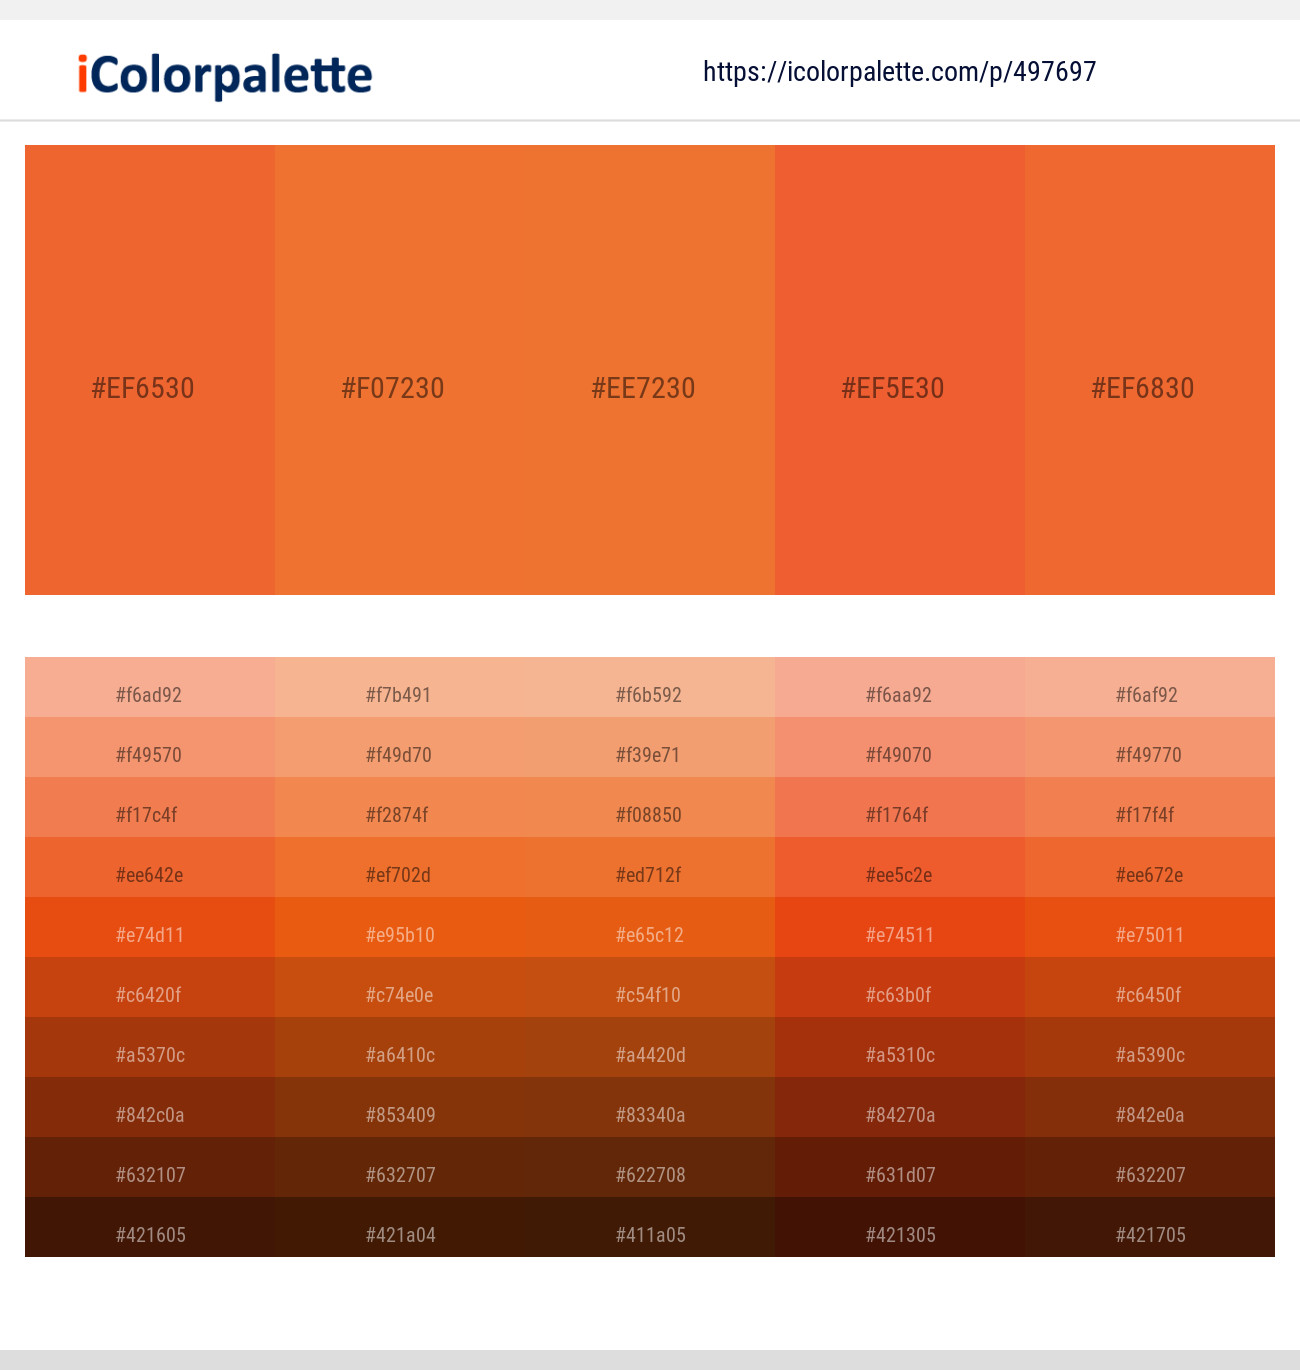 iColorpalette
https://icolorpalette.com/p/497697
#EF6530 #F07230 #EE7230 #EF5E30 #EF6830
#f6ad92 #f7b491 #f6b592 #f6aa92 #f6af92
#f49570 #f49d70 #f39e71 #f49070 #f49770
#f17c4f #f2874f #f08850 #f1764f #f17f4f
#ee642e #ef702d #ed712f #ee5c2e #ee672e
#e74d11 #e95b10 #e65c12 #e74511 #e75011
#c6420f #c74e0e #c54f10 #c63b0f #c6450f
#a5370c #a6410c #a4420d #a5310c #a5390c
#842c0a #853409 #83340a #84270a #842e0a
#632107 #632707 #622708 #631d07 #632207
#421605 #421a04 #411a05 #421305 #421705